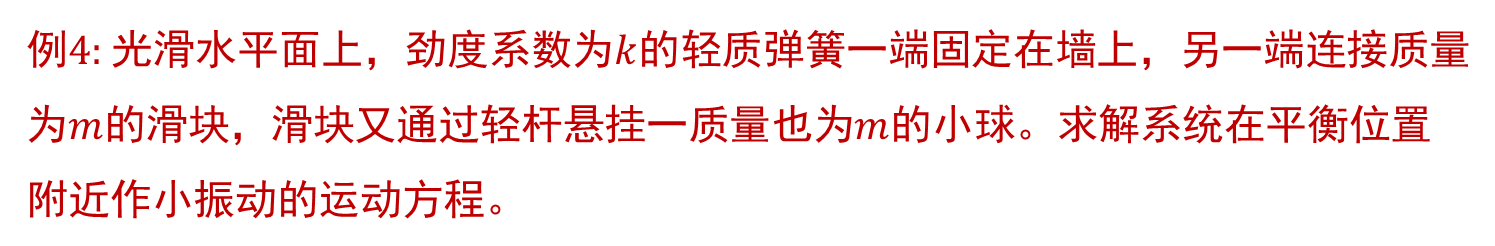 例4: 光滑水平面上，劲度系数为k的轻质弹簧一端固定在墙上，另一端连接质量
为m的滑块，滑块又通过轻杆悬挂一质量也为m的小球。求解系统在平衡位置
附近作小振动的运动方程。